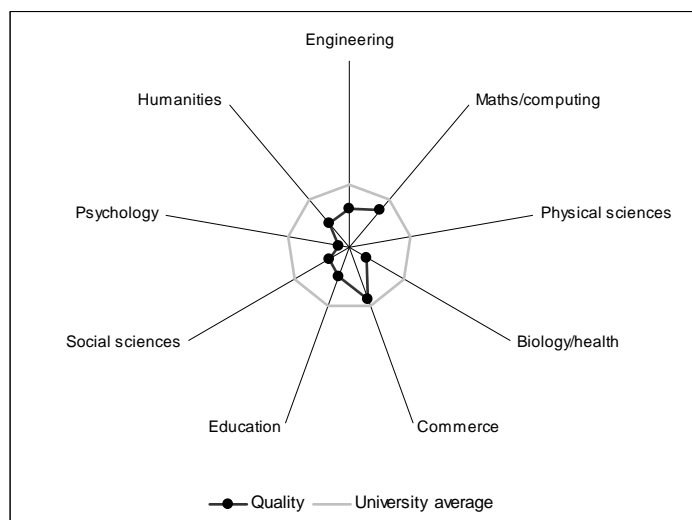 Engineering
Humanities
Maths/computing
Psychology
Physical sciences
Social sciences
Biology/health
Education
Commerce
Quality
University average